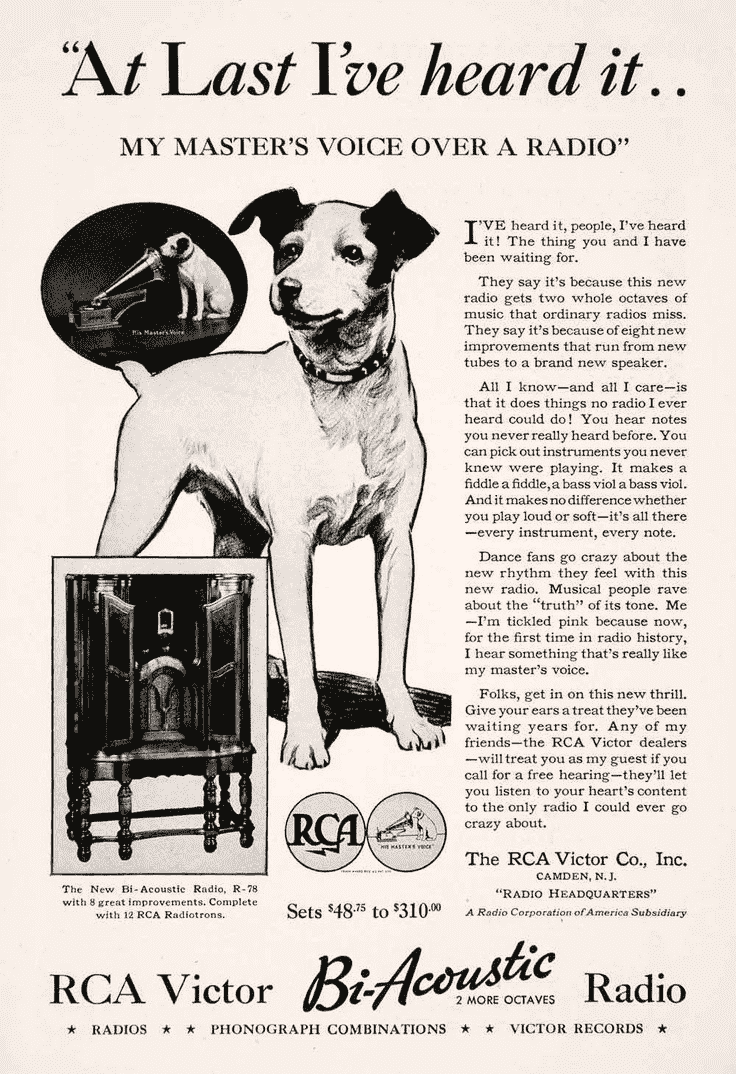 “At Last I've heard it..
MY MASTER'S VOICE OVER A RADIO”
His Master's Voice
I'VE heard it, people, I've heard
it! The thing you and I have
been waiting for.
They say it's because this new
radio gets two whole octaves of
music that ordinary radios miss.
They say it's because of eight new
improvements that run from new
tubes to a brand new speaker.
All I know—and all I care—is
that it does things no radio I ever
heard could do! You hear notes
you never really heard before. You
can pick out instruments you never
knew were playing. It makes a
fiddle a fiddle, a bass viol a bass viol.
And it makes no difference whether
you play loud or soft—it's all there
—every instrument, every note.
Dance fans go crazy about the
new rhythm they feel with this
new radio. Musical people rave
about the “truth” of its tone. Me
—I'm tickled pink because now,
for the first time in radio history,
I hear something that's really like
my master's voice.
Folks, get in on this new thrill.
Give your ears a treat they've been
waiting years for. Any of my
friends—the RCA Victor dealers
—will treat you as my guest if you
call for a free hearing—they'll let
you listen to your heart's content
to the only radio I could ever go
crazy about.
The RCA Victor Co., Inc.
CAMDEN, N.J.
“RADIO HEADQUARTERS”
A Radio Corporation of America Subsidiary
RCA
"HIS MASTER'S VOICE"
Sets $48.75 to $310.00
The New Bi-Acoustic Radio, R-78
with 8 great improvements. Complete
with 12 RCA Radiotrons.
RCA Victor Bi-Acoustic Radio
2 MORE OCTAVES
★ RADIOS ★ ★ PHONOGRAPH COMBINATIONS ★ ★ VICTOR RECORDS ★